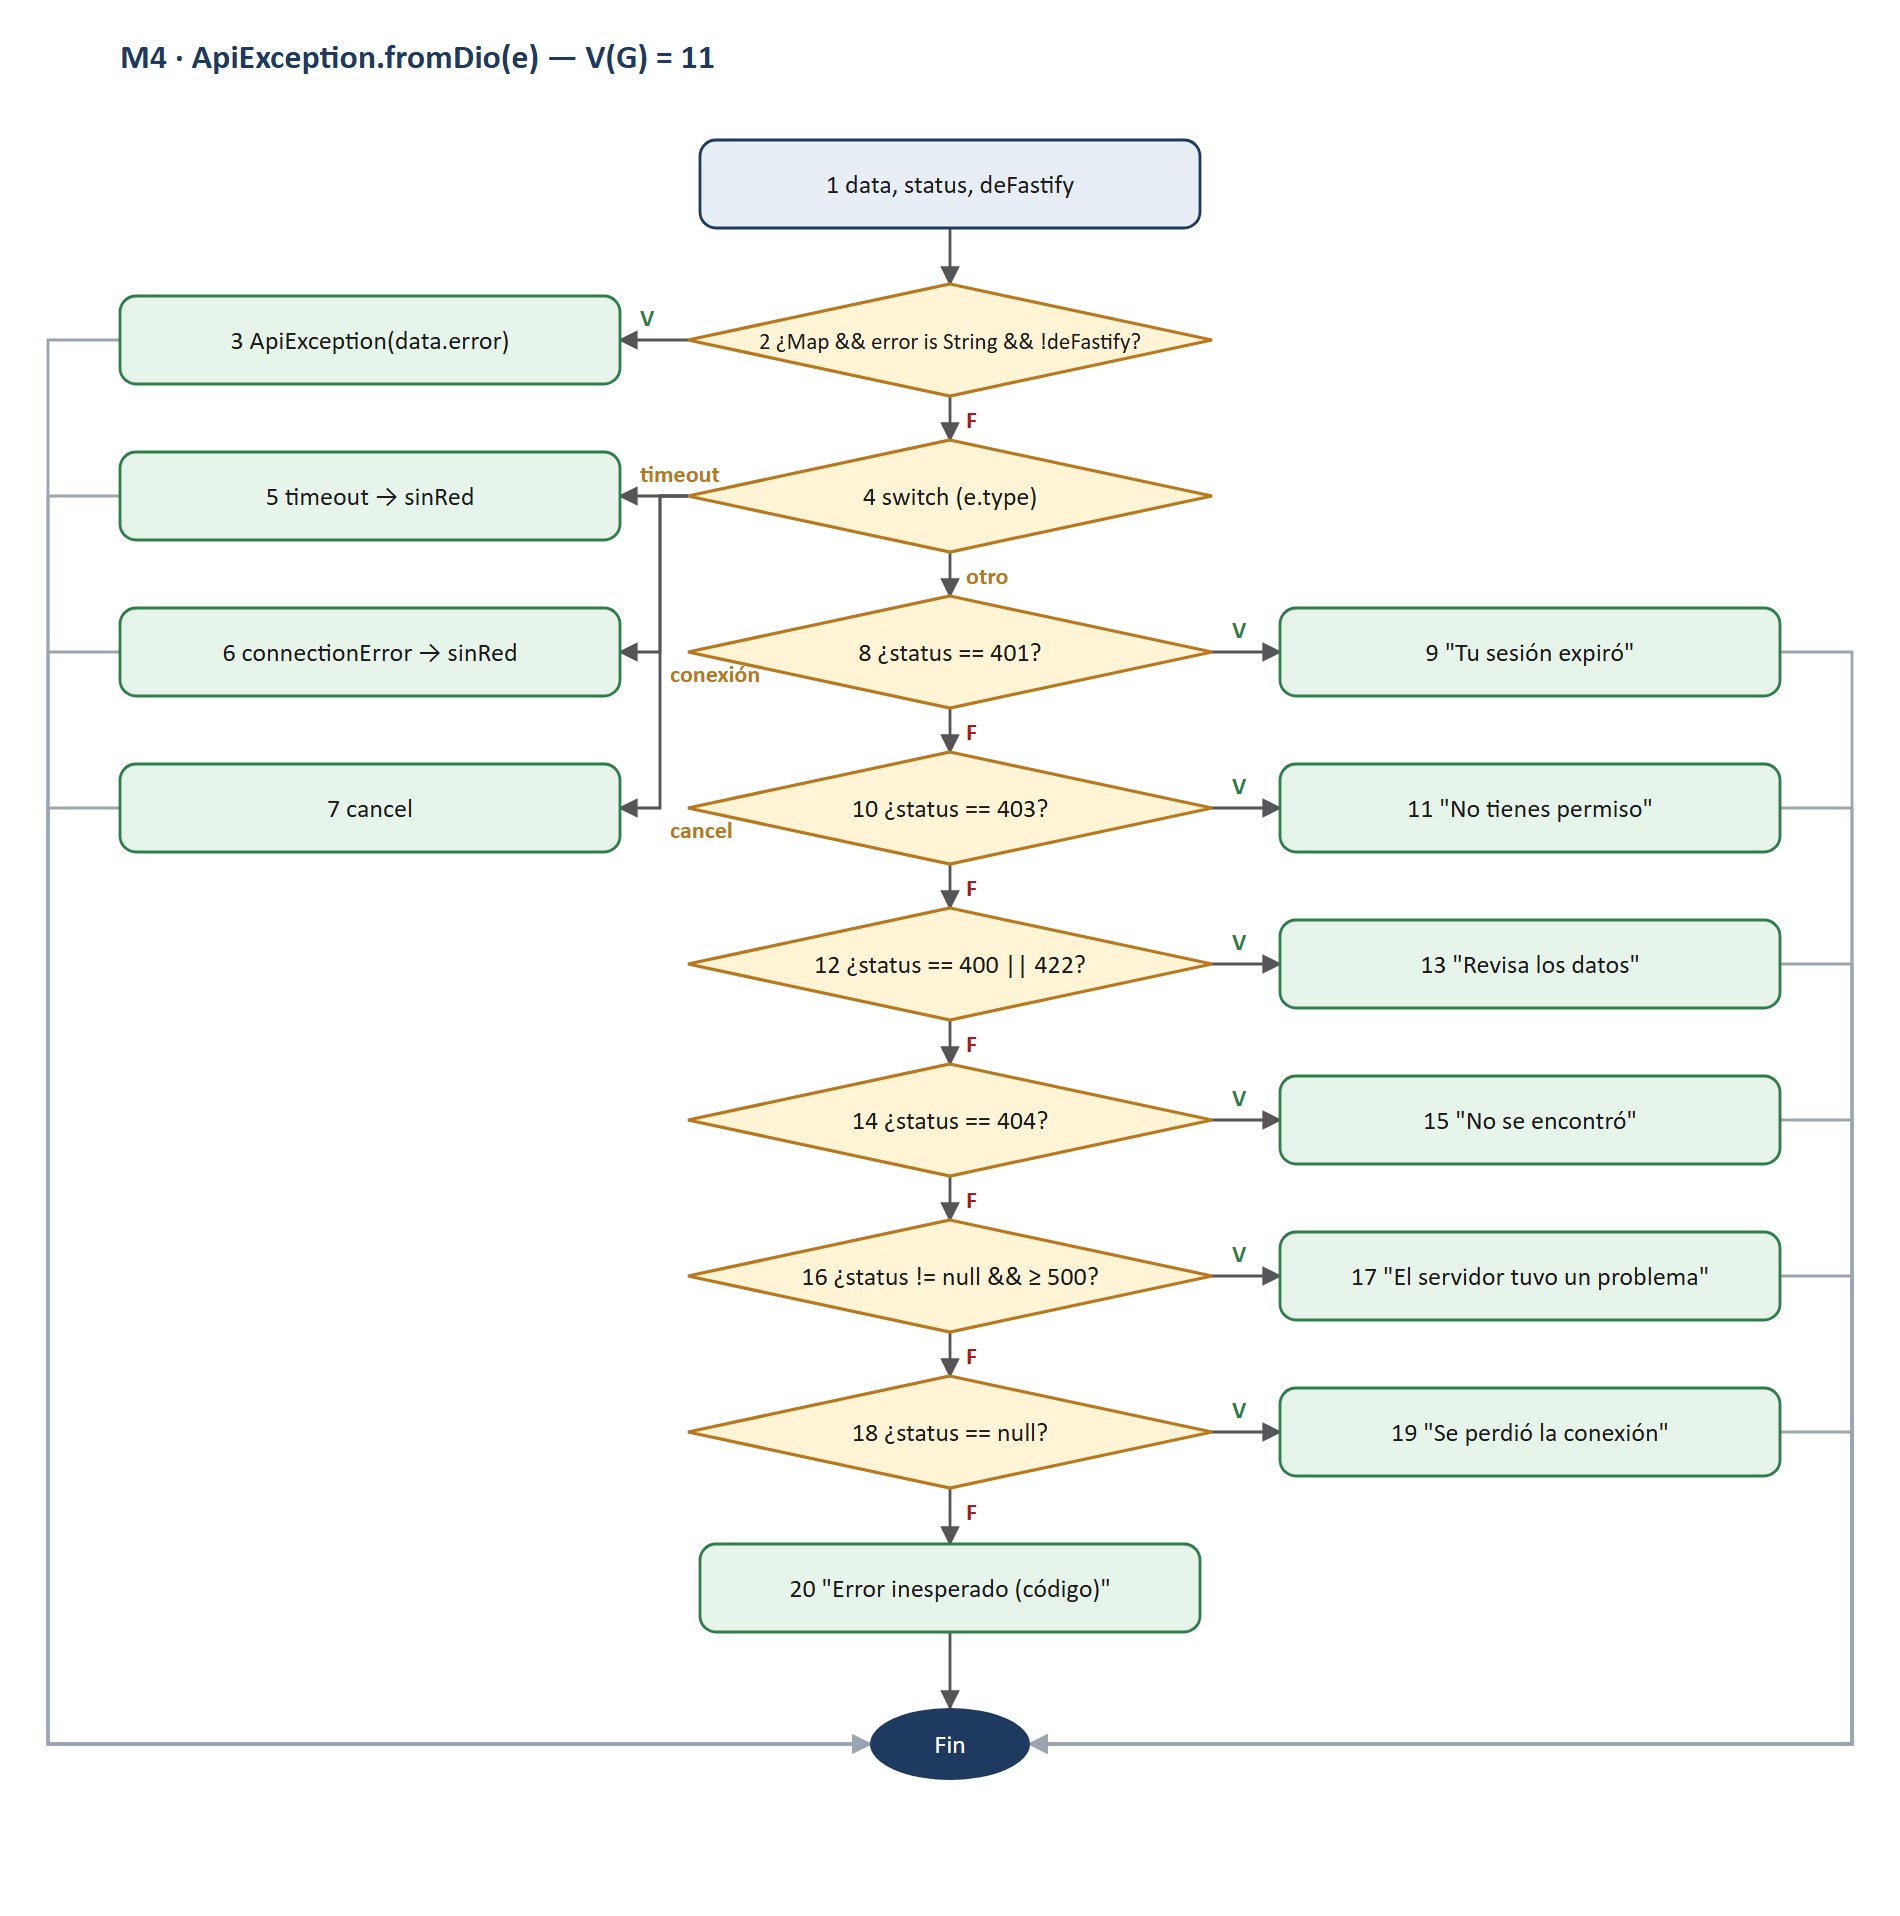 M4 · ApiException.fromDio(e) — V(G) = 11
1 data, status, deFastify
2 ¿Map && error is String && !deFastify?
V
3 ApiException(data.error)
F
4 switch (e.type)
timeout
5 timeout → sinRed
otro
6 connectionError → sinRed
conexión
8 ¿status == 401?
V
9 "Tu sesión expiró"
F
7 cancel
cancel
10 ¿status == 403?
V
11 "No tienes permiso"
F
12 ¿status == 400 || 422?
V
13 "Revisa los datos"
F
14 ¿status == 404?
V
15 "No se encontró"
F
16 ¿status != null && ≥ 500?
V
17 "El servidor tuvo un problema"
F
18 ¿status == null?
V
19 "Se perdió la conexión"
F
20 "Error inesperado (código)"
Fin